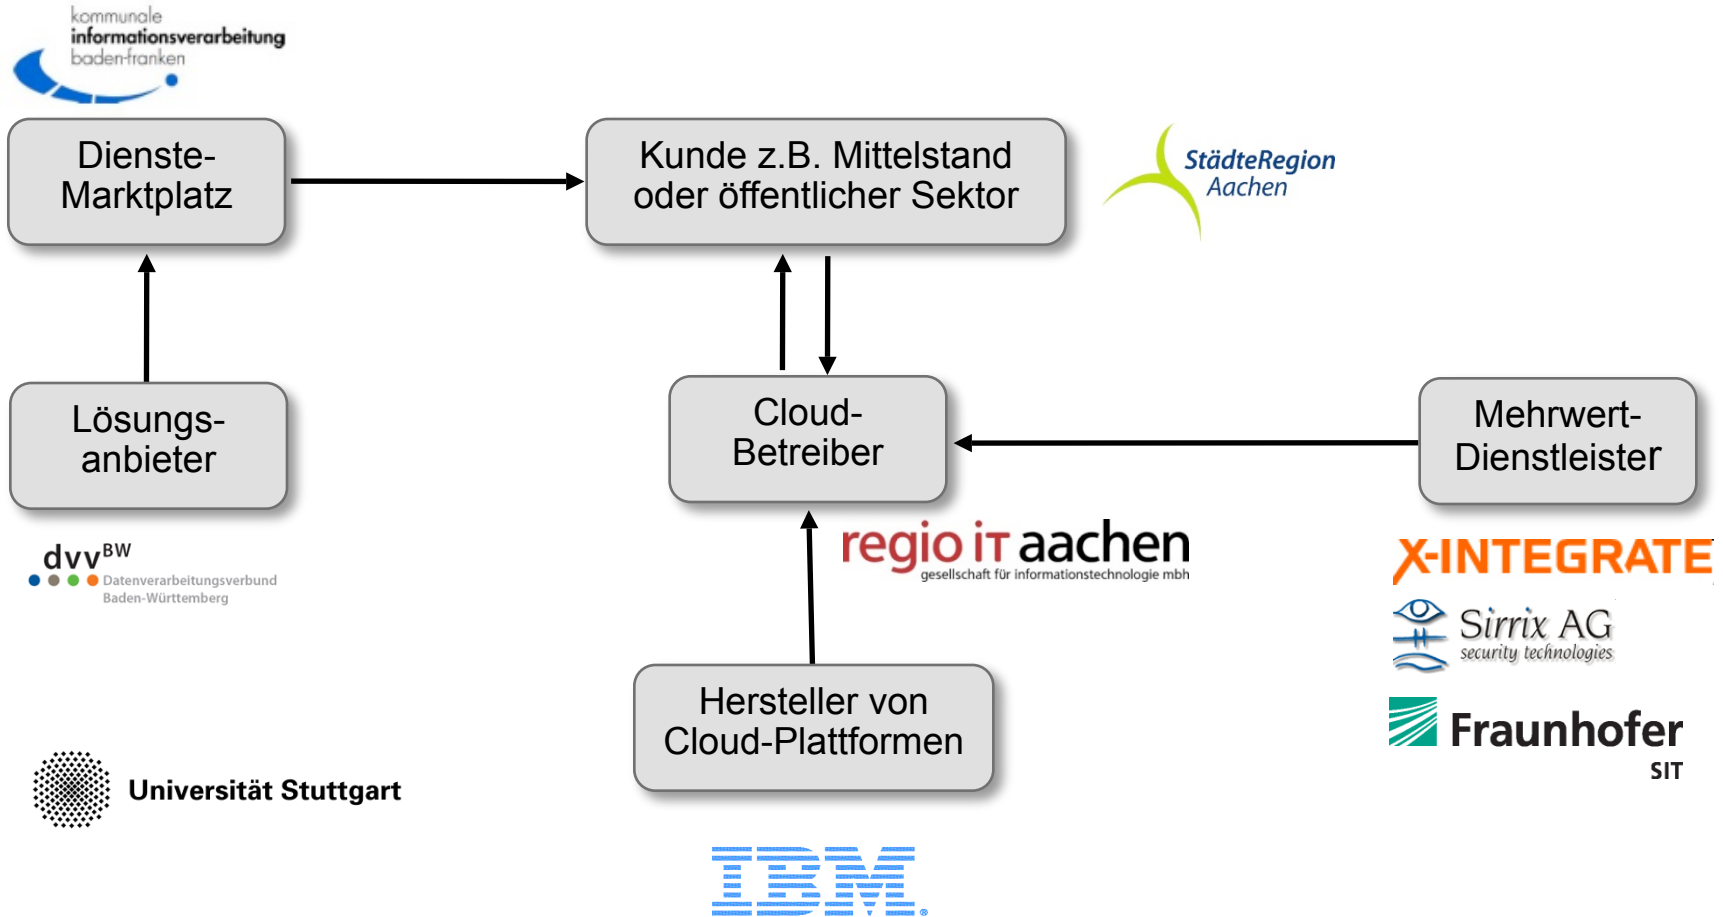 kommunale
informationsverarbeitung
baden-franken
Dienste-
Marktplatz
Kunde z.B. Mittelstand
oder öffentlicher Sektor
StädteRegion
Aachen
Lösungs-
anbieter
Cloud-
Betreiber
Mehrwert-
Dienstleister
dvvBW
Datenverarbeitungsverbund
Baden-Württemberg
regio iT aachen
gesellschaft für informationstechnologie mbh
X-INTEGRATE
Sirrix AG
security technologies
Hersteller von
Cloud-Plattformen
Fraunhofer
SIT
Universität Stuttgart
IBM®